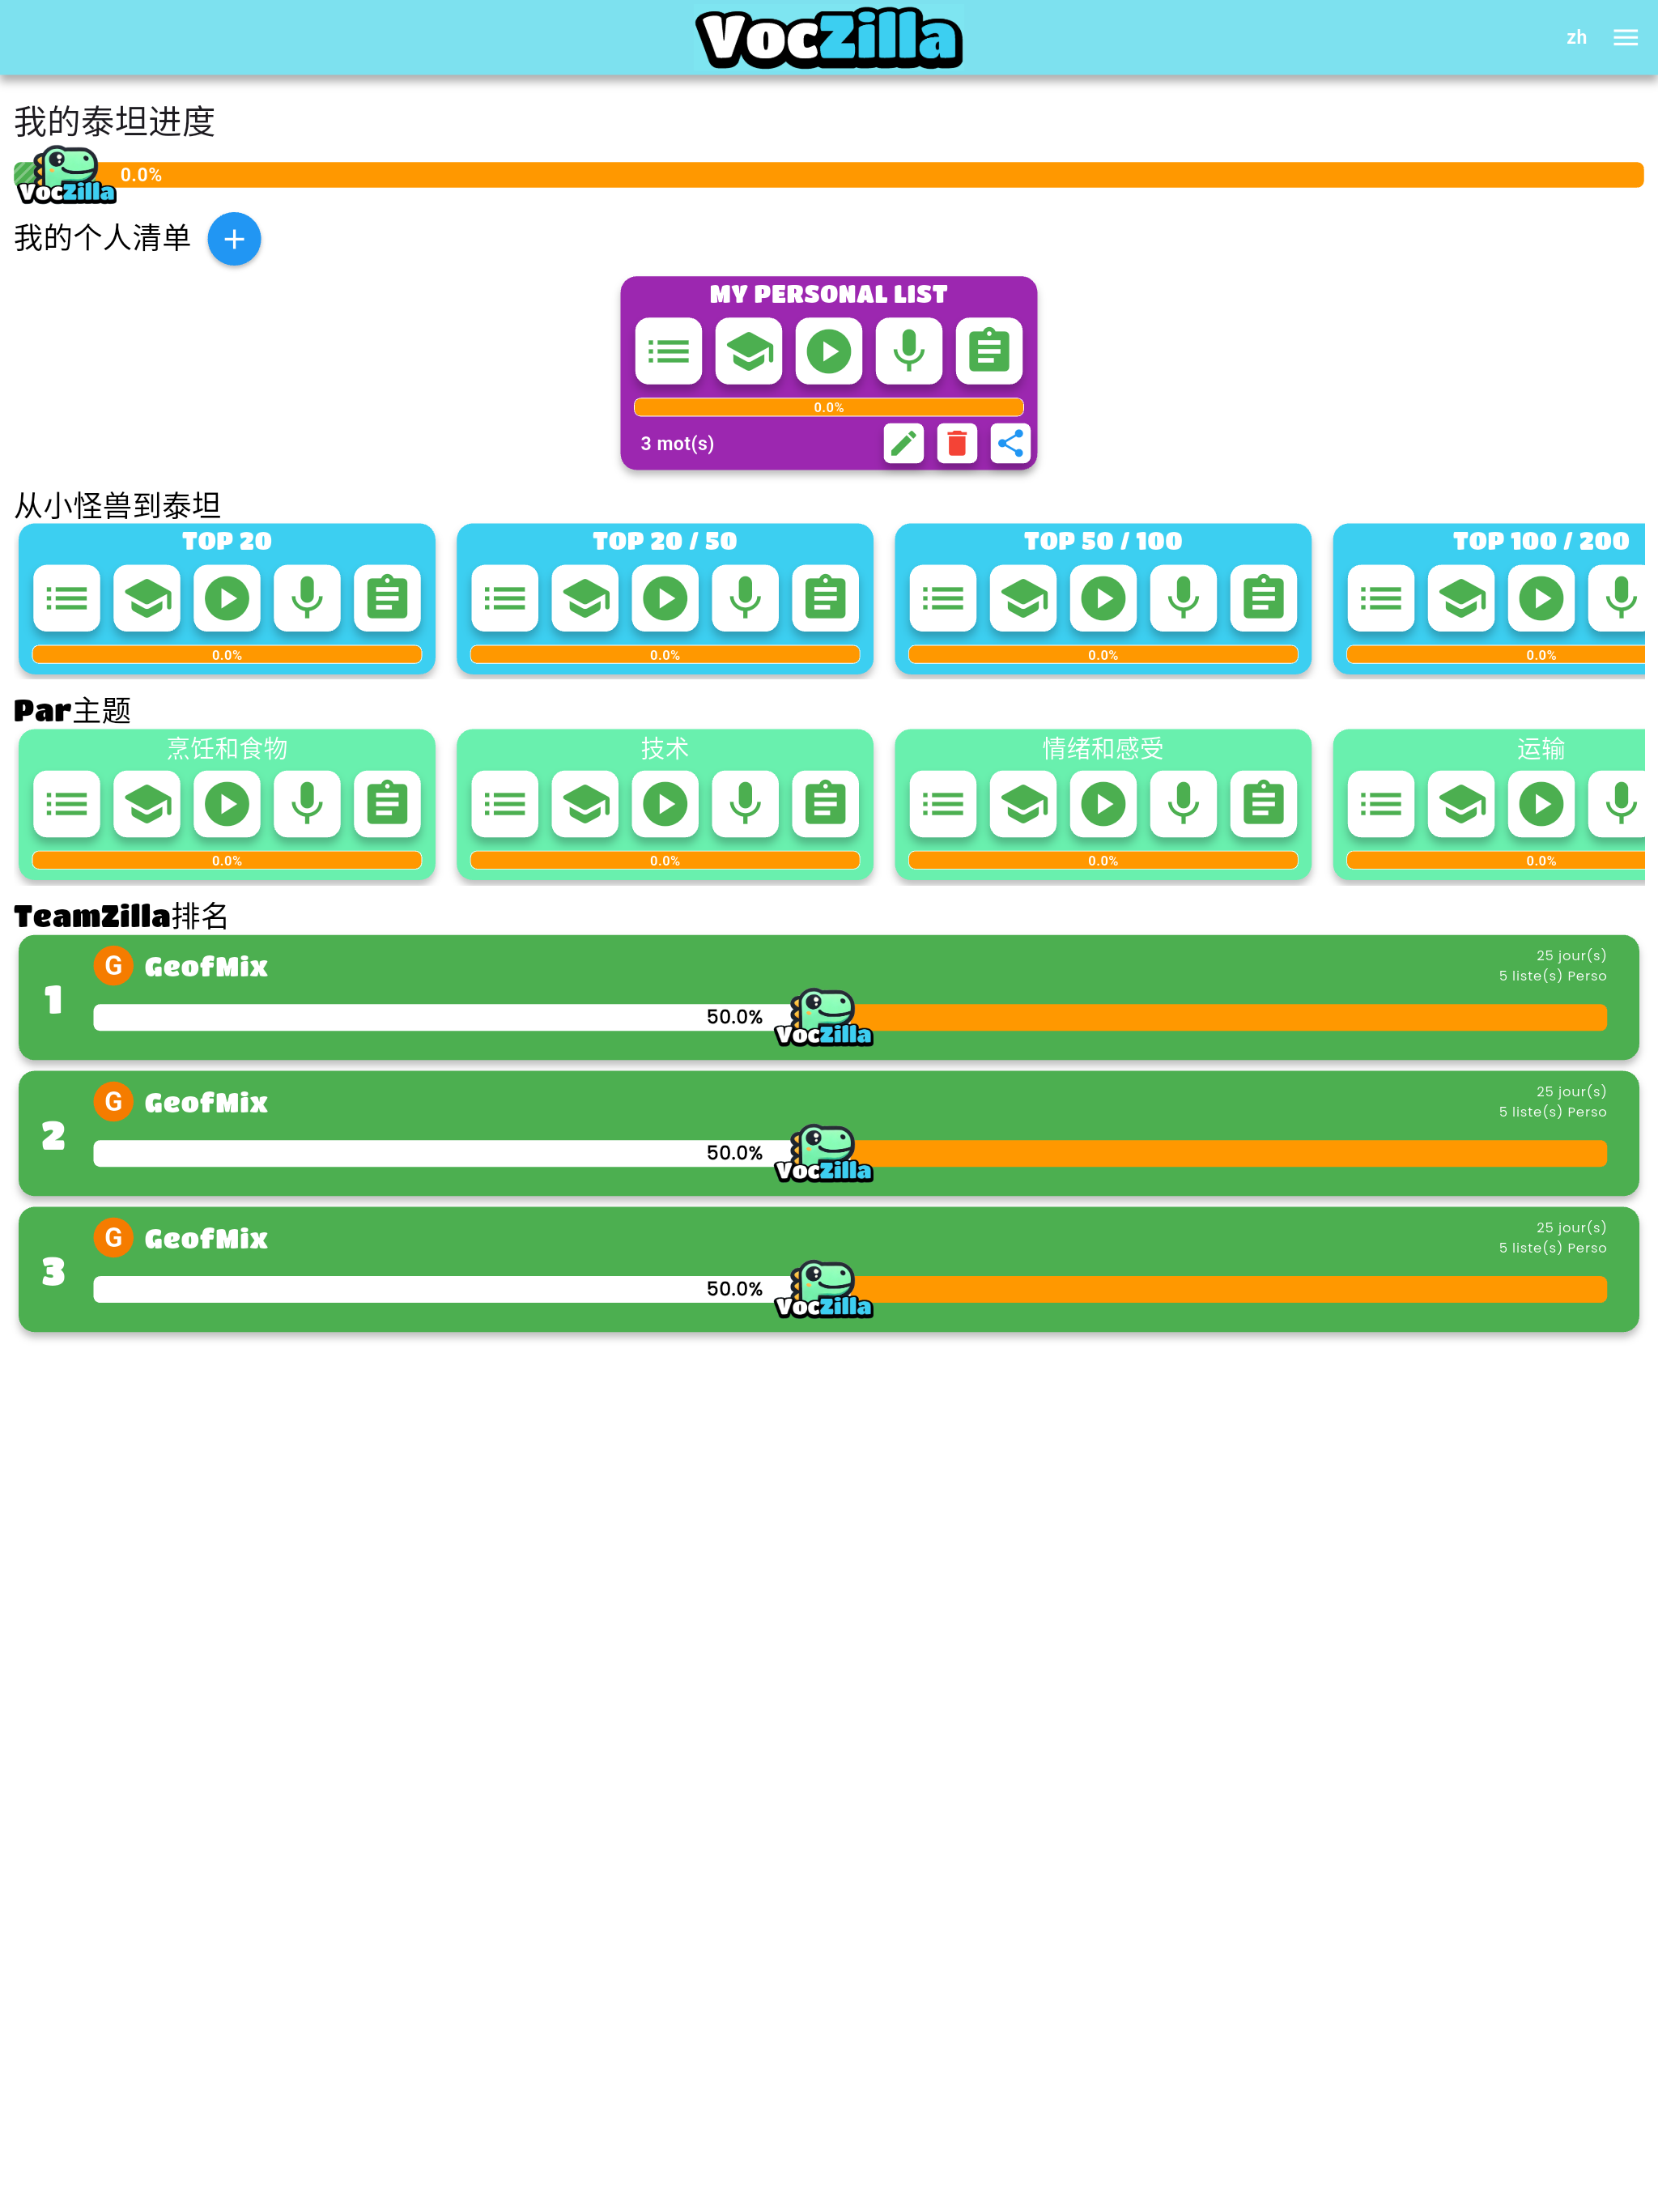 VocZilla
zh
我的泰坦进度
VocZilla
0.0%
我的个人清单
MY PERSONAL LIST
0.0%
3 mot(s)
从小怪兽到泰坦
TOP 20
TOP 20 / 50
TOP 50 / 100
TOP 100 / 200
0.0%
0.0%
0.0%
0.0%
Par主题
烹饪和食物
技术
情绪和感受
运输
0.0%
0.0%
0.0%
0.0%
TeamZilla排名
1
G
GeofMix
25 jour(s)
5 liste(s) Perso
50.0%
VocZilla
2
G
GeofMix
25 jour(s)
5 liste(s) Perso
50.0%
VocZilla
3
G
GeofMix
25 jour(s)
5 liste(s) Perso
50.0%
VocZilla